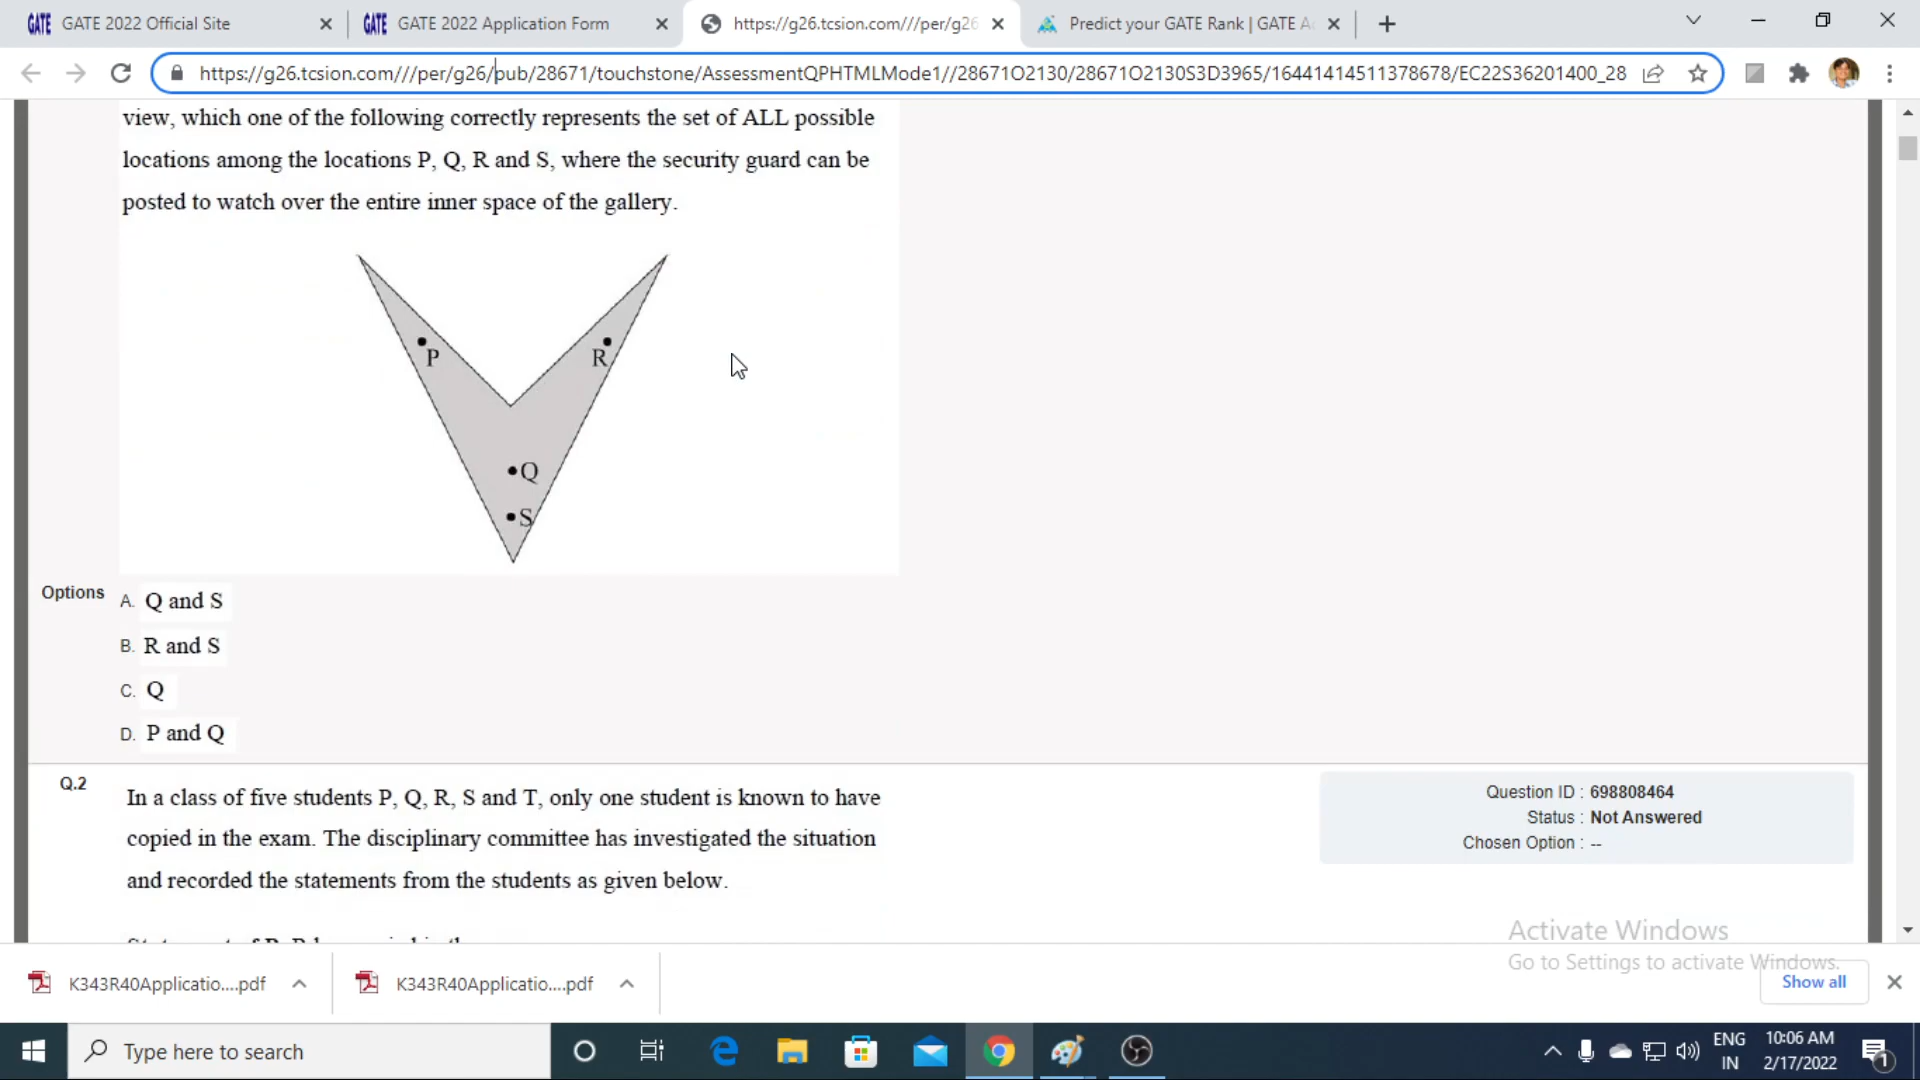 GATE GATE 2022 Official Site
GATE GATE 2022 Application Form
https://g26.tcsion.com///per/g26
Predict your GATE Rank | GATE A
https://g26.tcsion.com///per/g26/pub/28671/touchstone/AssessmentQPHTMLMode1//28671O2130/28671O2130S3D3965/16441414511378678/EC22S36201400_28
view, which one of the following correctly represents the set of ALL possible
locations among the locations P, Q, R and S, where the security guard can be
posted to watch over the entire inner space of the gallery.
P
R
Q
S
Options
A. Q and S
B. R and S
C. Q
D. P and Q
Q.2
In a class of five students P, Q, R, S and T, only one student is known to have
copied in the exam. The disciplinary committee has investigated the situation
and recorded the statements from the students as given below.
Question ID : 698808464
Status : Not Answered
Chosen Option : --
Activate Windows
Go to Settings to activate Windows.
K343R40Applicatio....pdf
K343R40Applicatio....pdf
Show all
Type here to search
ENG
IN
10:06 AM
2/17/2022
1